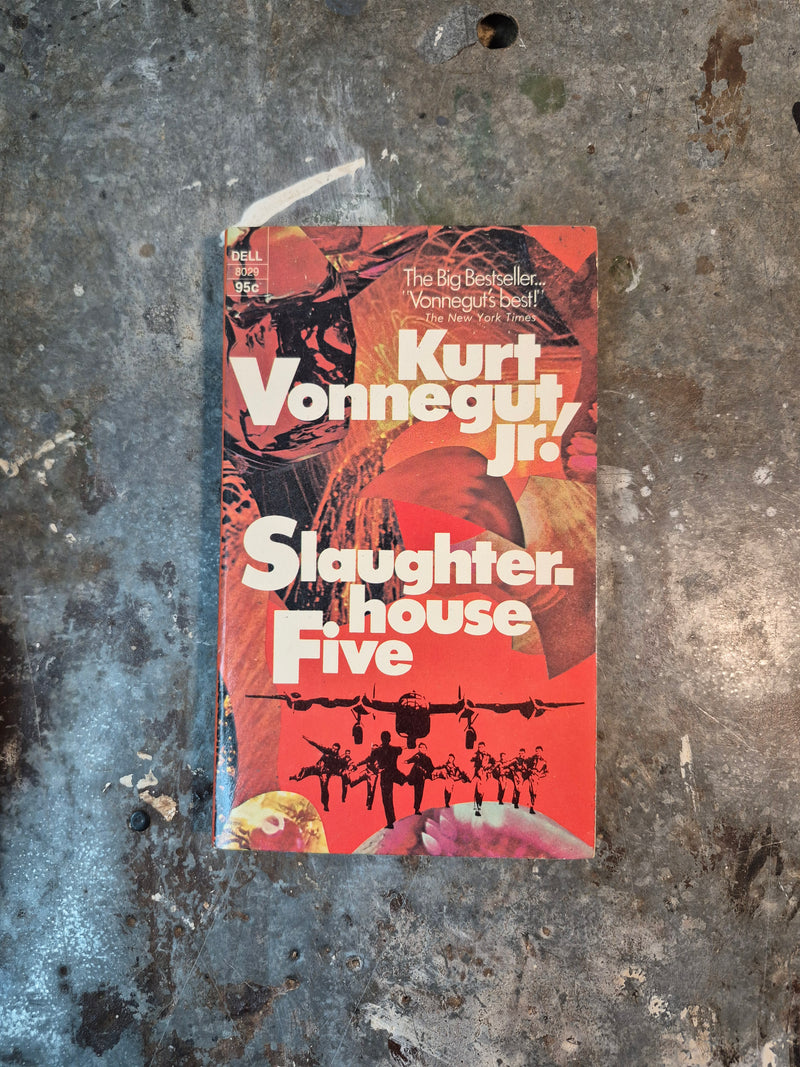 DELL
8029
95c
The Big Bestseller...
"Vonnegut's best!"
—The New York Times
Kurt
Vonnegut,
Jr.!
Slaughter-
house
Five